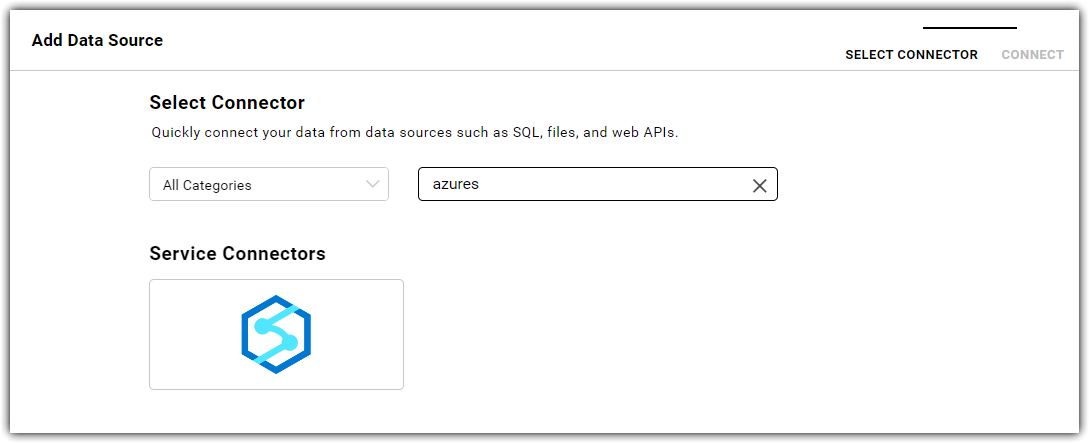 Add Data Source
SELECT CONNECTOR CONNECT
Select Connector
Quickly connect your data from data sources such as SQL, files, and web APIs.
All Categories azures
Service Connectors